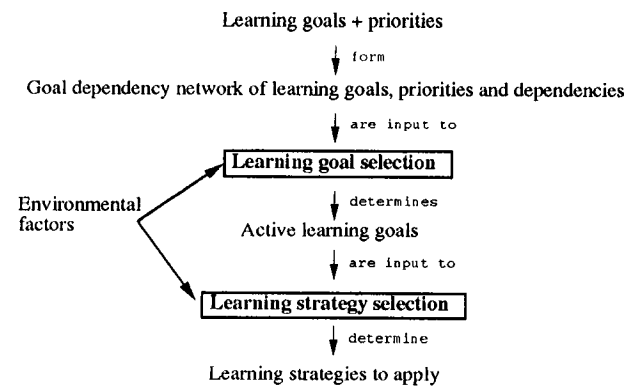 Learning goals + priorities
form
Goal dependency network of learning goals, priorities and dependencies
are input to
Learning goal selection
determines
Environmental
factors
Active learning goals
are input to
Learning strategy selection
determine
Learning strategies to apply